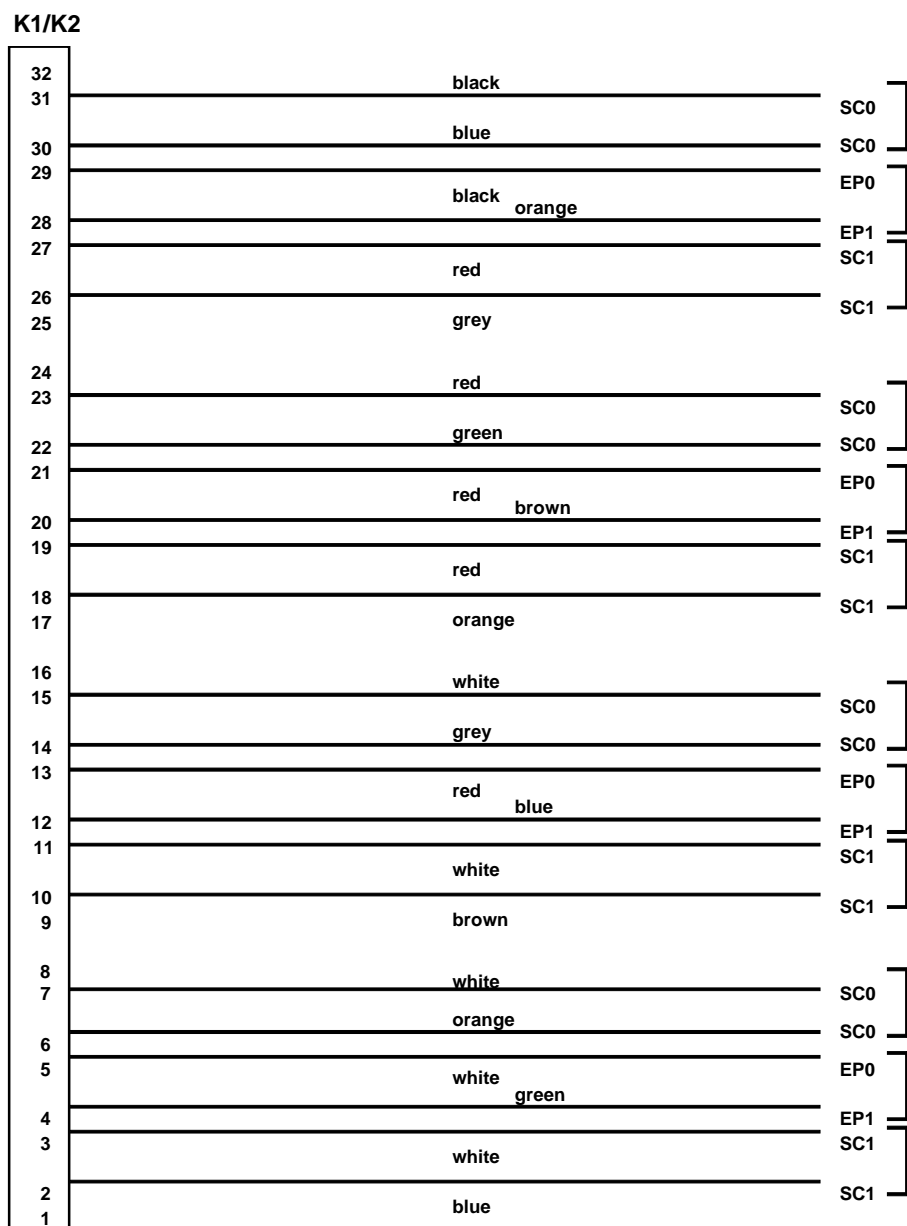 K1/K2
32
black
31
SC0
blue
30
SC0
29
EP0
black
orange
28
EP1
27
SC1
red
26
SC1
25
grey
24
red
23
SC0
green
22
SC0
21
EP0
red
brown
20
EP1
19
SC1
red
18
SC1
17
orange
16
white
15
SC0
grey
14
SC0
13
EP0
red
blue
12
EP1
11
SC1
white
10
SC1
9
brown
8
white
7
SC0
orange
6
SC0
5
EP0
white
green
4
EP1
3
SC1
white
2
SC1
blue
1